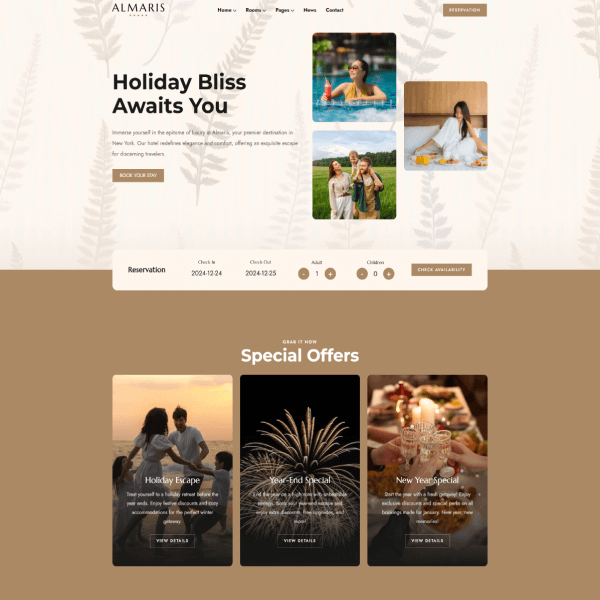 ALMARIS
Home Rooms Pages News Contact
RESERVATION
Holiday Bliss
Awaits You
Immerse yourself in the epitome of luxury at Almaris, your premier destination in
New York. Our hotel redefines elegance and comfort, offering an exquisite escape
for discerning travelers.
BOOK YOUR STAY
Reservation
Check In
2024-12-24
Check Out
2024-12-25
Adult
- 1 +
Children
- 0 +
CHECK AVAILABILITY
GRAB IT NOW
Special Offers
Holiday Escape
Treat yourself to a holiday retreat before the
year ends. Enjoy festive discounts and cozy
accommodations for the perfect winter
getaway.
VIEW DETAILS
Year-End Special
End the year on a high note with unbeatable
savings. Book your year-end escape and
enjoy extra discounts, free upgrades, and
more!
VIEW DETAILS
New Year Special
Start the year with a fresh getaway! Enjoy
exclusive discounts and special perks on all
bookings made for January. New year, new
memories!
VIEW DETAILS